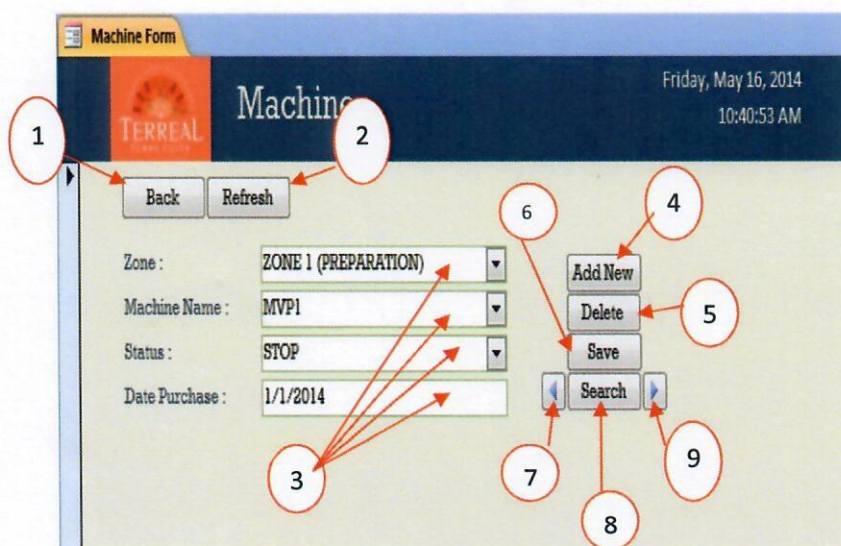 Machine Form
Friday, May 16, 2014
10:40:53 AM
TERREAL
Machine
1
2
Back
Refresh
6
4
Zone :
ZONE 1 (PREPARATION)
Add New
Machine Name :
MVP1
Delete
5
Status :
STOP
Save
Date Purchase :
1/1/2014
Search
3
7
9
8